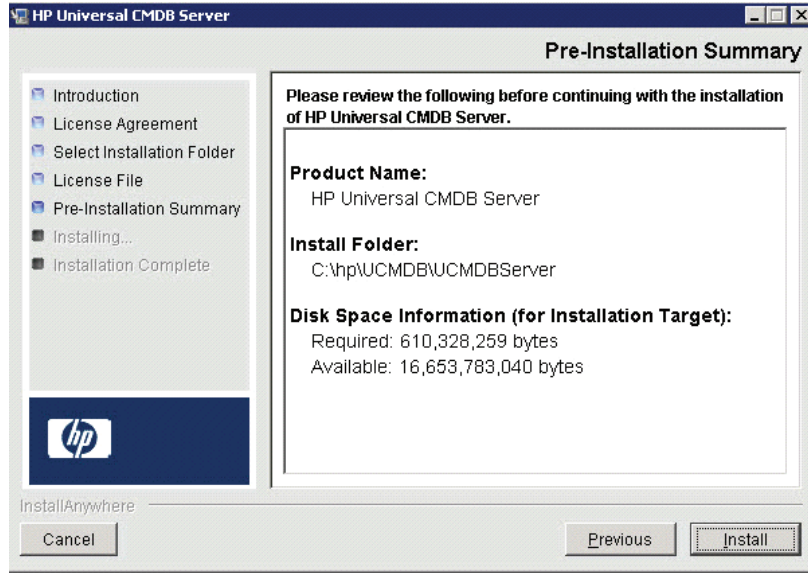 HP Universal CMDB Server
Pre-Installation Summary
Introduction
License Agreement
Select Installation Folder
License File
Pre-Installation Summary
Installing...
Installation Complete
Please review the following before continuing with the installation
of HP Universal CMDB Server.
Product Name:
HP Universal CMDB Server
Install Folder:
C:\hp\UCMDB\UCMDBServer
Disk Space Information (for Installation Target):
Required: 610,328,259 bytes
Available: 16,653,783,040 bytes
hp
InstallAnywhere
Cancel
Previous
Install